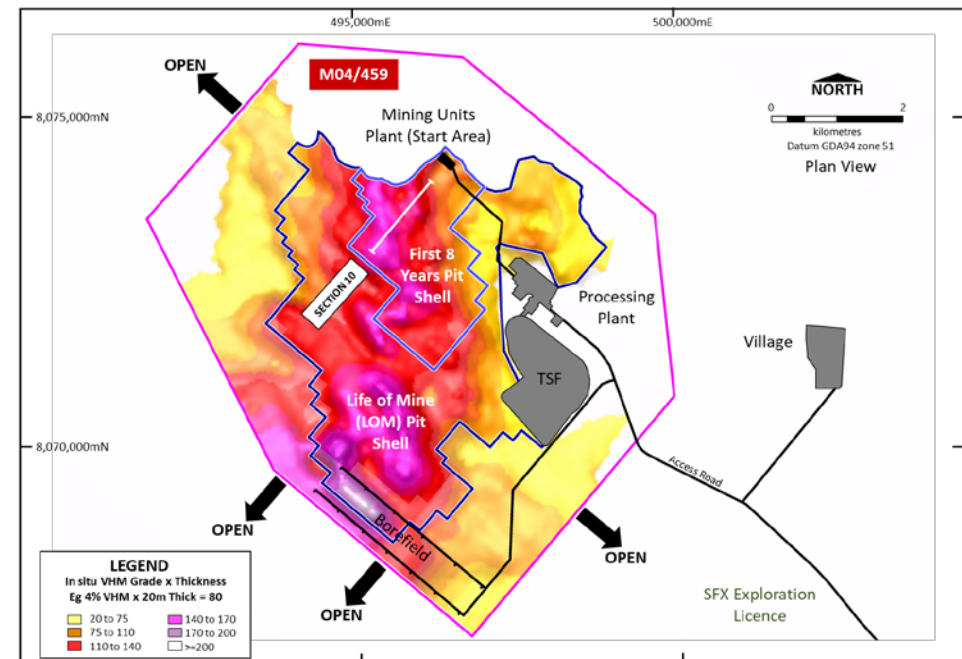 495,000mE
500,000mE
OPEN
M04/459
NORTH
0 2
kilometres
Datum GDA94 zone 51
Plan View
Mining Units
Plant (Start Area)
8,075,000mN
First 8
Years Pit
Shell
SECTION 10
Processing
Plant
Village
TSF
Life of Mine
(LOM) Pit
Shell
8,070,000mN
Access Road
Borefield
OPEN
OPEN
OPEN
SFX Exploration
Licence
LEGEND
In situ VHM Grade x Thickness
Eg 4% VHM x 20m Thick = 80
20 to 75
75 to 110
110 to 140
140 to 170
170 to 200
>=200